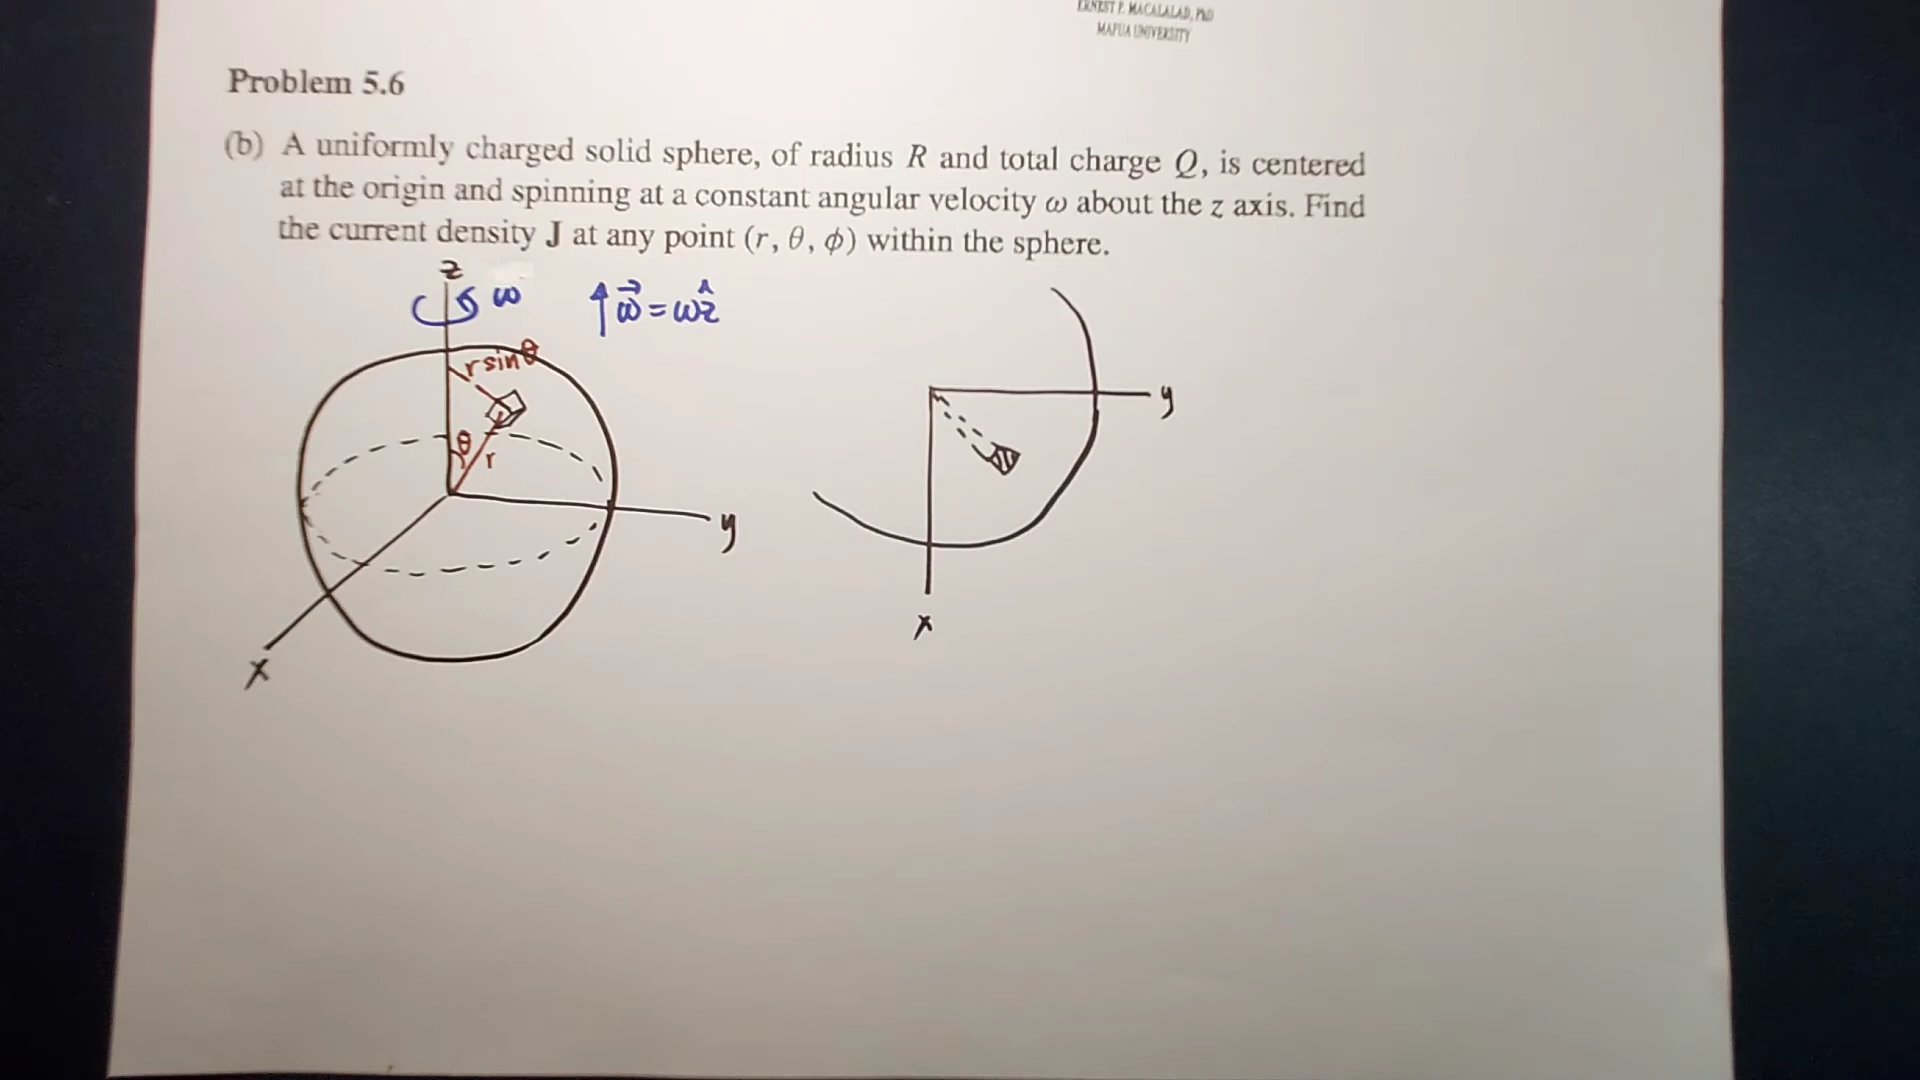 ERNEST P. MACALALAD, PhD
MAPUA UNIVERSITY
Problem 5.6
(b) A uniformly charged solid sphere, of radius R and total charge Q, is centered
at the origin and spinning at a constant angular velocity ω about the z axis. Find
the current density J at any point (r, θ, ϕ) within the sphere.
z
ω
ω⃗ = ωẑ
r sinθ
θ
r
y
x
y
x